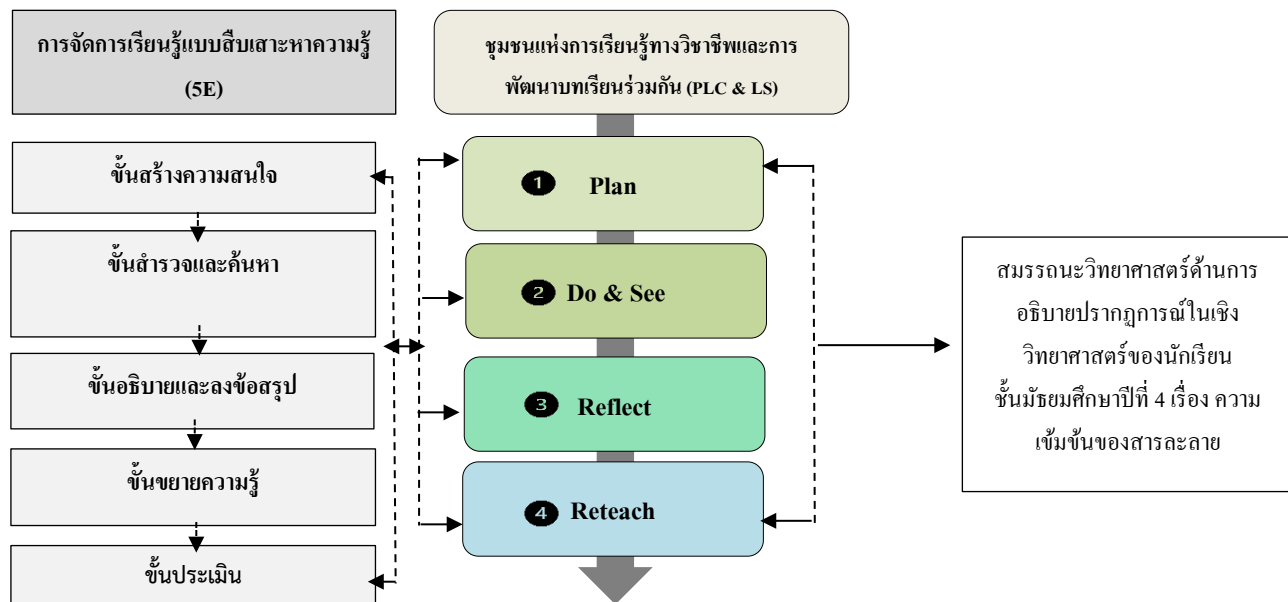 การจัดการเรียนรู้แบบสืบเสาะหาความรู้
(5E)
ขั้นสร้างความสนใจ
ขั้นสำรวจและค้นหา
ขั้นอธิบายและลงข้อสรุป
ขั้นขยายความรู้
ขั้นประเมิน
ชุมชนแห่งการเรียนรู้ทางวิชาชีพและการ
พัฒนาบทเรียนร่วมกัน (PLC & LS)
1 Plan
2 Do & See
3 Reflect
4 Reteach
สมรรถนะวิทยาศาสตร์ด้านการ
อธิบายปรากฏการณ์ในเชิง
วิทยาศาสตร์ของนักเรียน
ชั้นมัธยมศึกษาปีที่ 4 เรื่อง ความ
เข้มข้นของสารละลาย